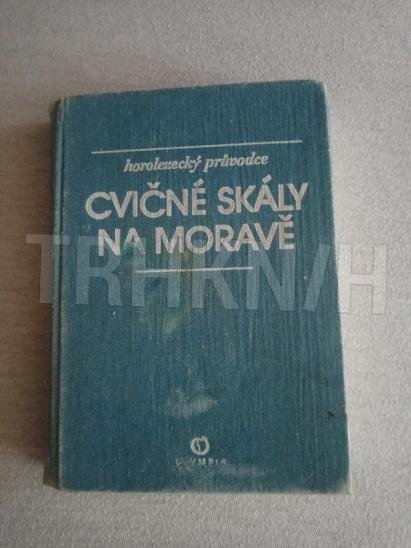 horolezecký průvodce
CVIČNÉ SKÁLY
NA MORAVĚ
TRHKNIH
OLYMPIA